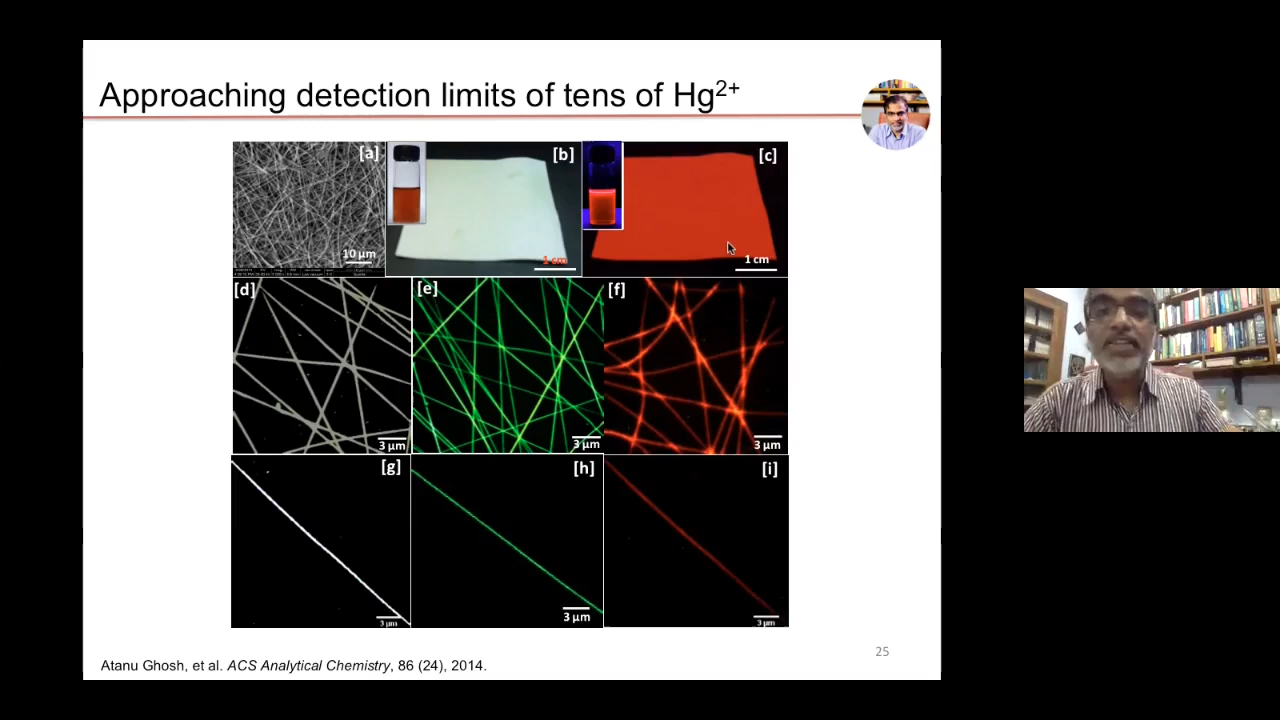 Approaching detection limits of tens of Hg2+
[a] [b] [c]
10 µm
1 cm
1 cm
[d] [e] [f]
3 µm
3 µm
3 µm
[g] [h] [i]
3 µm
3 µm
3 µm
25
Atanu Ghosh, et al. ACS Analytical Chemistry, 86 (24), 2014.